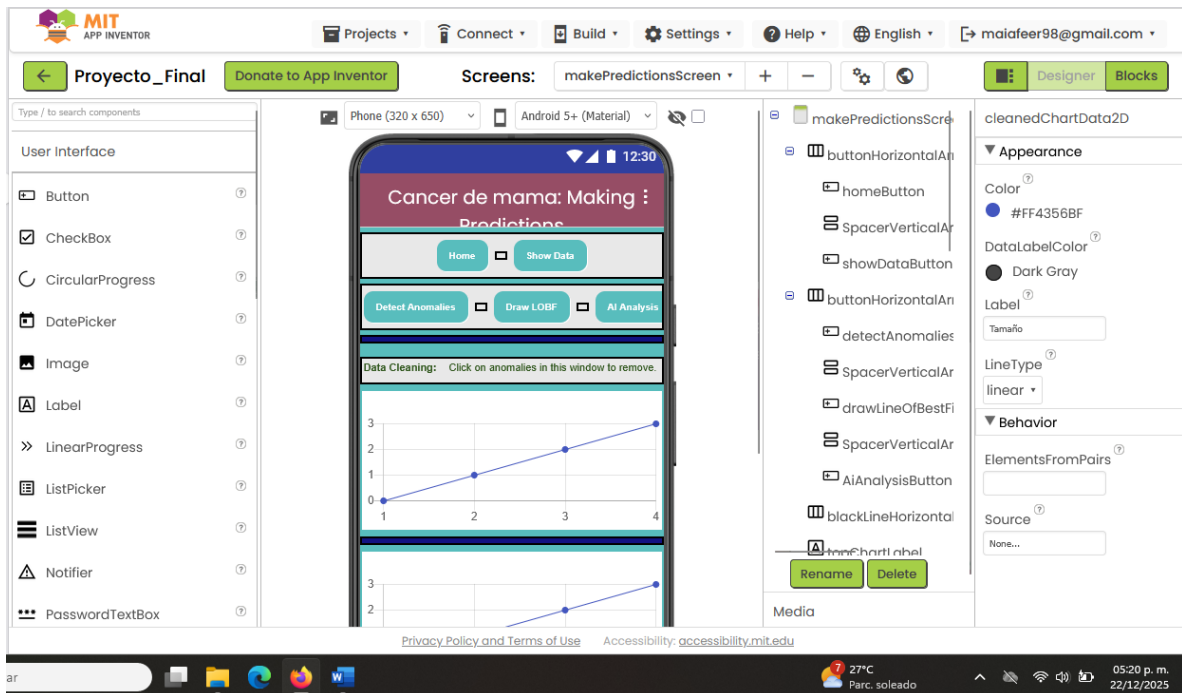 MIT
APP INVENTOR
Projects
Connect
Build
Settings
Help
English
maiafeer98@gmail.com
Proyecto_Final
Donate to App Inventor
Screens:
makePredictionsScreen
Designer
Blocks
Type / to search components
User Interface
Button
CheckBox
CircularProgress
DatePicker
Image
Label
LinearProgress
ListPicker
ListView
Notifier
PasswordTextBox
Phone (320 x 650)
Android 5+ (Material)
12:30
Cancer de mama: Making
Predictions
Home
Show Data
Detect Anomalies
Draw LOBF
AI Analysis
Data Cleaning: Click on anomalies in this window to remove.
3
2
1
0
1 2 3 4
3
2
makePredictionsScre
buttonHorizontalArr
homeButton
SpacerVerticalAr
showDataButton
buttonHorizontalArr
detectAnomalies
SpacerVerticalAr
drawLineOfBestFi
SpacerVerticalAr
AiAnalysisButton
blackLineHorizontal
topChartLabel
Rename
Delete
Media
cleanedChartData2D
Appearance
Color
#FF4356BF
DataLabelColor
Dark Gray
Label
Tamaño
LineType
linear
Behavior
ElementsFromPairs
Source
None...
Privacy Policy and Terms of Use
Accessibility: accessibility.mit.edu
ar
7
27°C
Parc. soleado
05:20 p. m.
22/12/2025